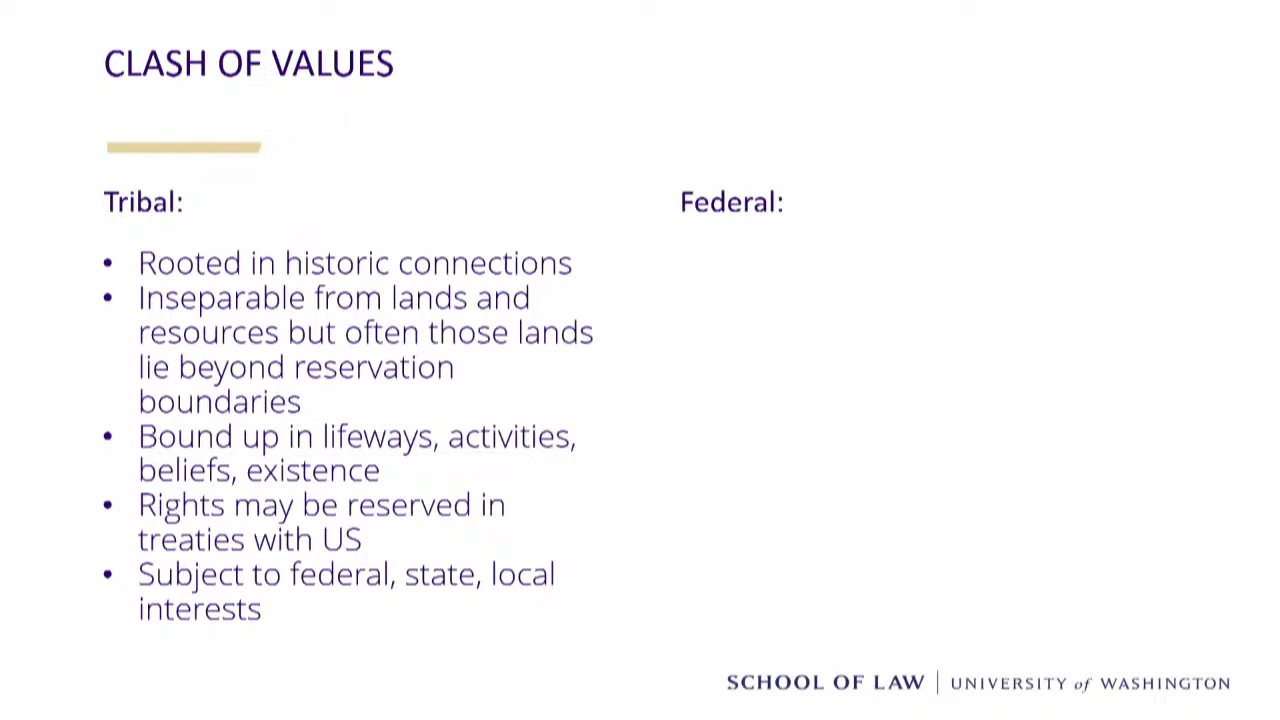 CLASH OF VALUES
Tribal:
• Rooted in historic connections
• Inseparable from lands and
resources but often those lands
lie beyond reservation
boundaries
• Bound up in lifeways, activities,
beliefs, existence
• Rights may be reserved in
treaties with US
• Subject to federal, state, local
interests
Federal:
SCHOOL OF LAW | UNIVERSITY of WASHINGTON